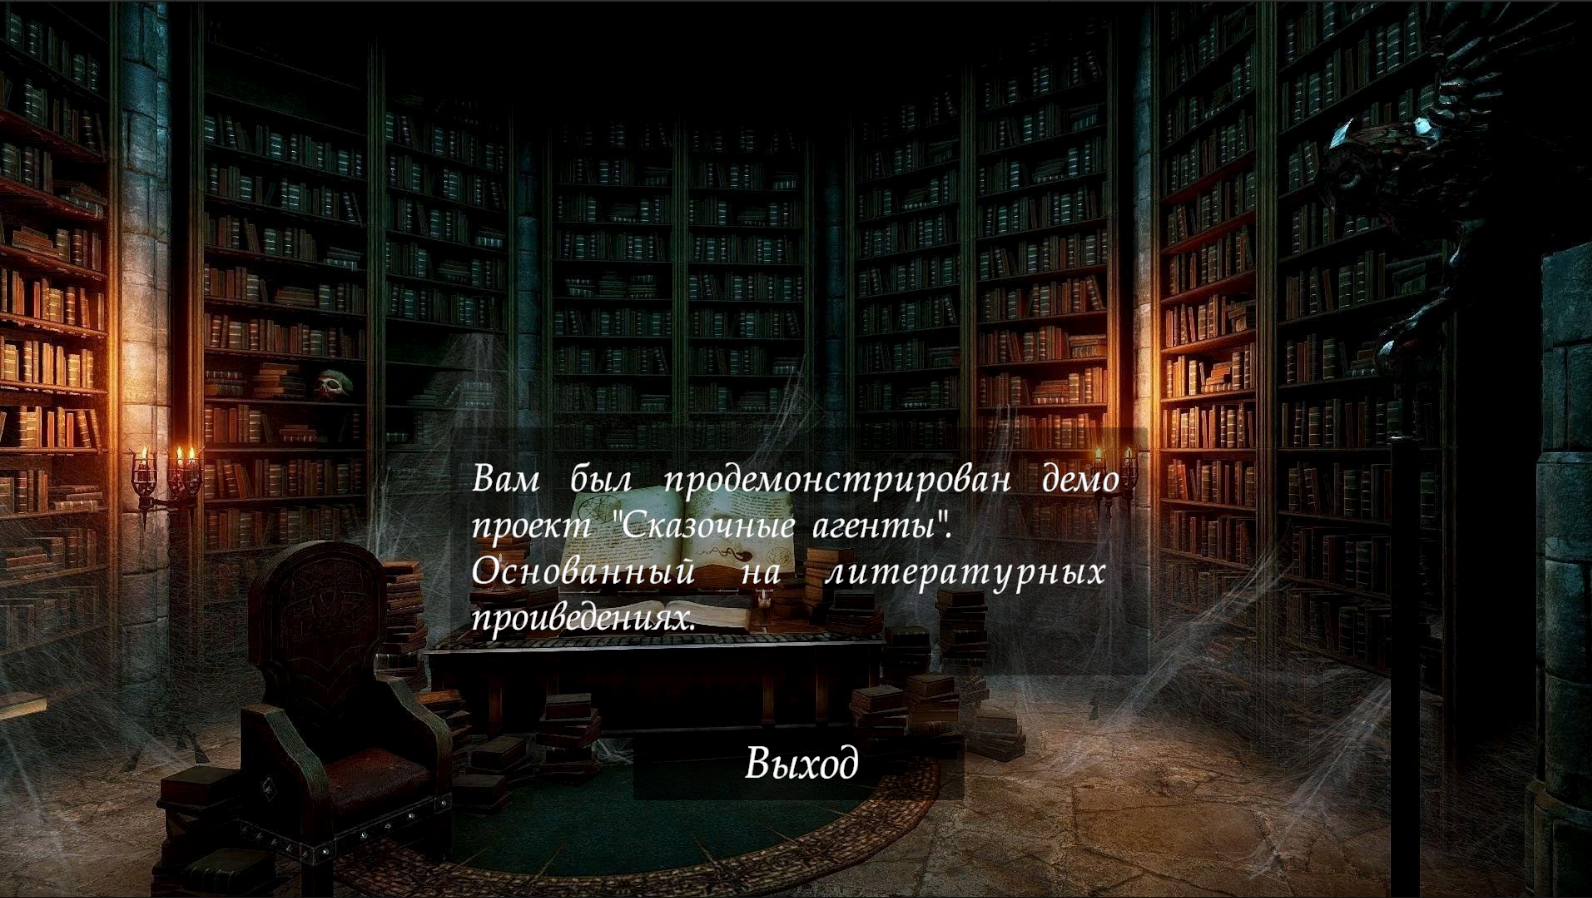 Вам был продемонстрирован демо
проект "Сказочные агенты".
Основанный на литературных
проиведениях.
Выход